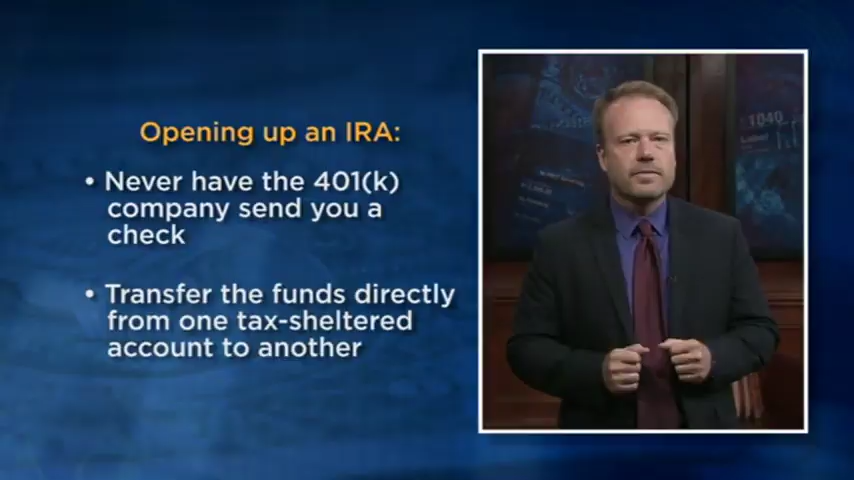 Opening up an IRA:
• Never have the 401(k)
company send you a
check
• Transfer the funds directly
from one tax-sheltered
account to another
1040
Label